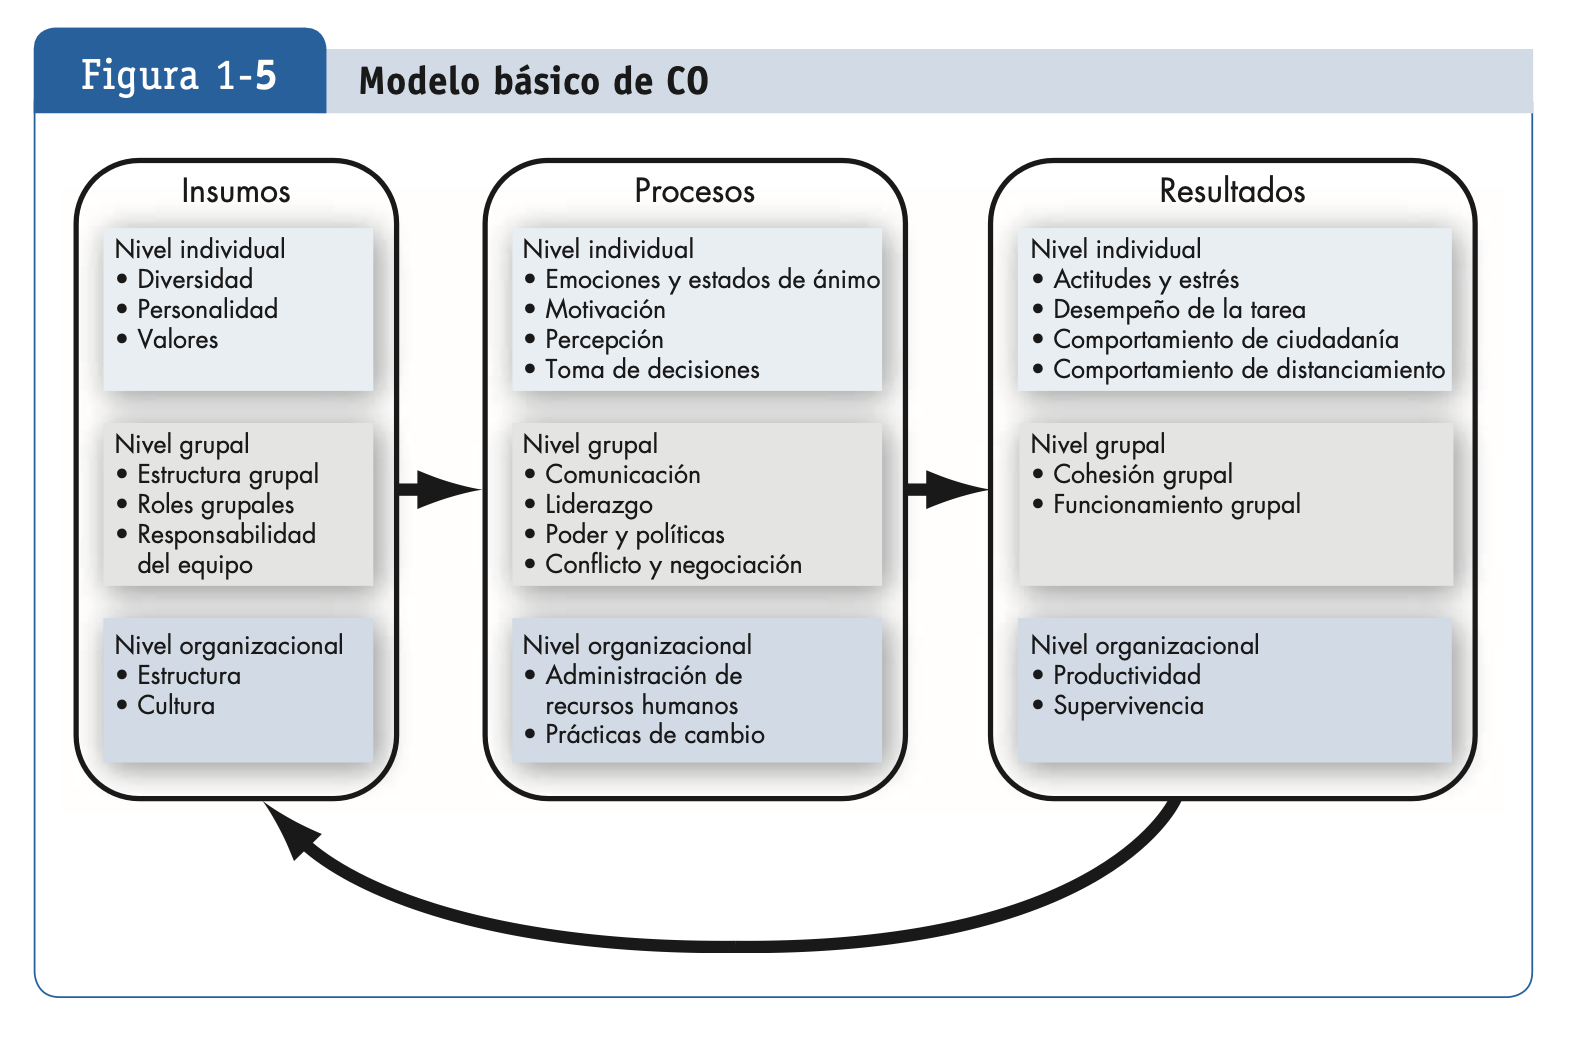 Figura 1-5
Modelo básico de CO
Insumos
Nivel individual
• Diversidad
• Personalidad
• Valores
Nivel grupal
• Estructura grupal
• Roles grupales
• Responsabilidad
del equipo
Nivel organizacional
• Estructura
• Cultura
Procesos
Nivel individual
• Emociones y estados de ánimo
• Motivación
• Percepción
• Toma de decisiones
Nivel grupal
• Comunicación
• Liderazgo
• Poder y políticas
• Conflicto y negociación
Nivel organizacional
• Administración de
recursos humanos
• Prácticas de cambio
Resultados
Nivel individual
• Actitudes y estrés
• Desempeño de la tarea
• Comportamiento de ciudadanía
• Comportamiento de distanciamiento
Nivel grupal
• Cohesión grupal
• Funcionamiento grupal
Nivel organizacional
• Productividad
• Supervivencia